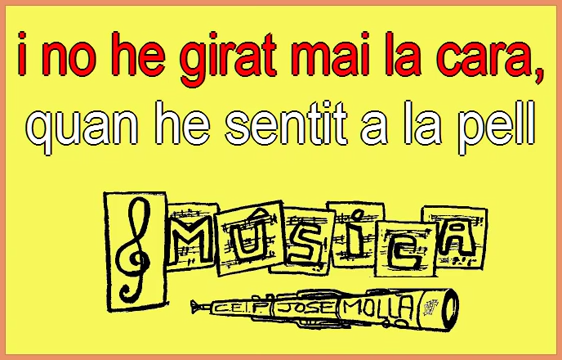 i no he girat mai la cara,
quan he sentit a la pell
MÚSICA
C.E.I.P JOSE MOLLA